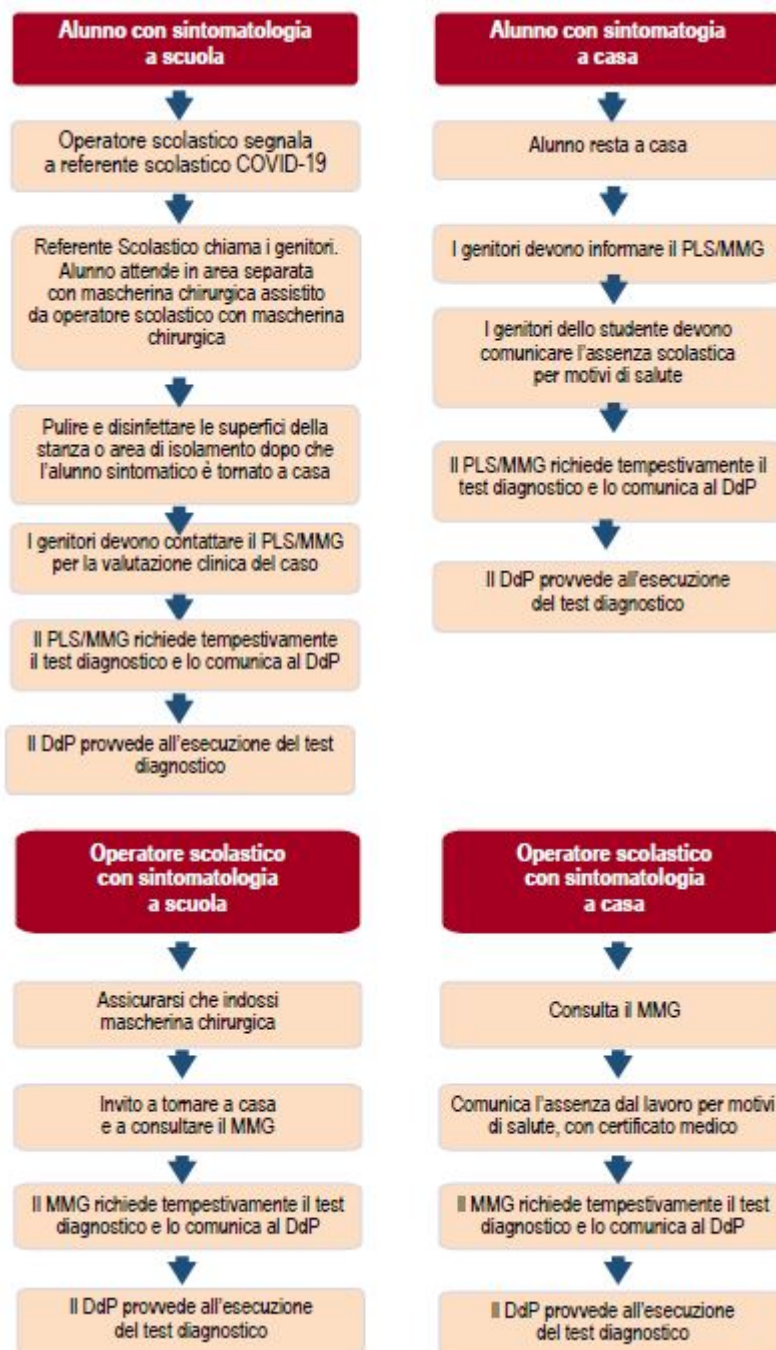 Alunno con sintomatologia
a scuola
Operatore scolastico segnala
a referente scolastico COVID-19
Referente Scolastico chiama i genitori.
Alunno attende in area separata
con mascherina chirurgica assistito
da operatore scolastico con mascherina
chirurgica
Pulire e disinfettare le superfici della
stanza o area di isolamento dopo che
l'alunno sintomatico è tornato a casa
I genitori devono contattare il PLS/MMG
per la valutazione clinica del caso
Il PLS/MMG richiede tempestivamente
il test diagnostico e lo comunica al DdP
Il DdP provvede all'esecuzione del test
diagnostico
Alunno con sintomatogia
a casa
Alunno resta a casa
I genitori devono informare il PLS/MMG
I genitori dello studente devono
comunicare l'assenza scolastica
per motivi di salute
Il PLS/MMG richiede tempestivamente il
test diagnostico e lo comunica al DdP
Il DdP provvede all'esecuzione
del test diagnostico
Operatore scolastico
con sintomatologia
a scuola
Assicurarsi che indossi
mascherina chirurgica
Invito a tornare a casa
e a consultare il MMG
Il MMG richiede tempestivamente il test
diagnostico e lo comunica al DdP
Il DdP provvede all'esecuzione
del test diagnostico
Operatore scolastico
con sintomatologia
a casa
Consulta il MMG
Comunica l'assenza dal lavoro per motivi
di salute, con certificato medico
Il MMG richiede tempestivamente il test
diagnostico e lo comunica al DdP
Il DdP provvede all'esecuzione
del test diagnostico